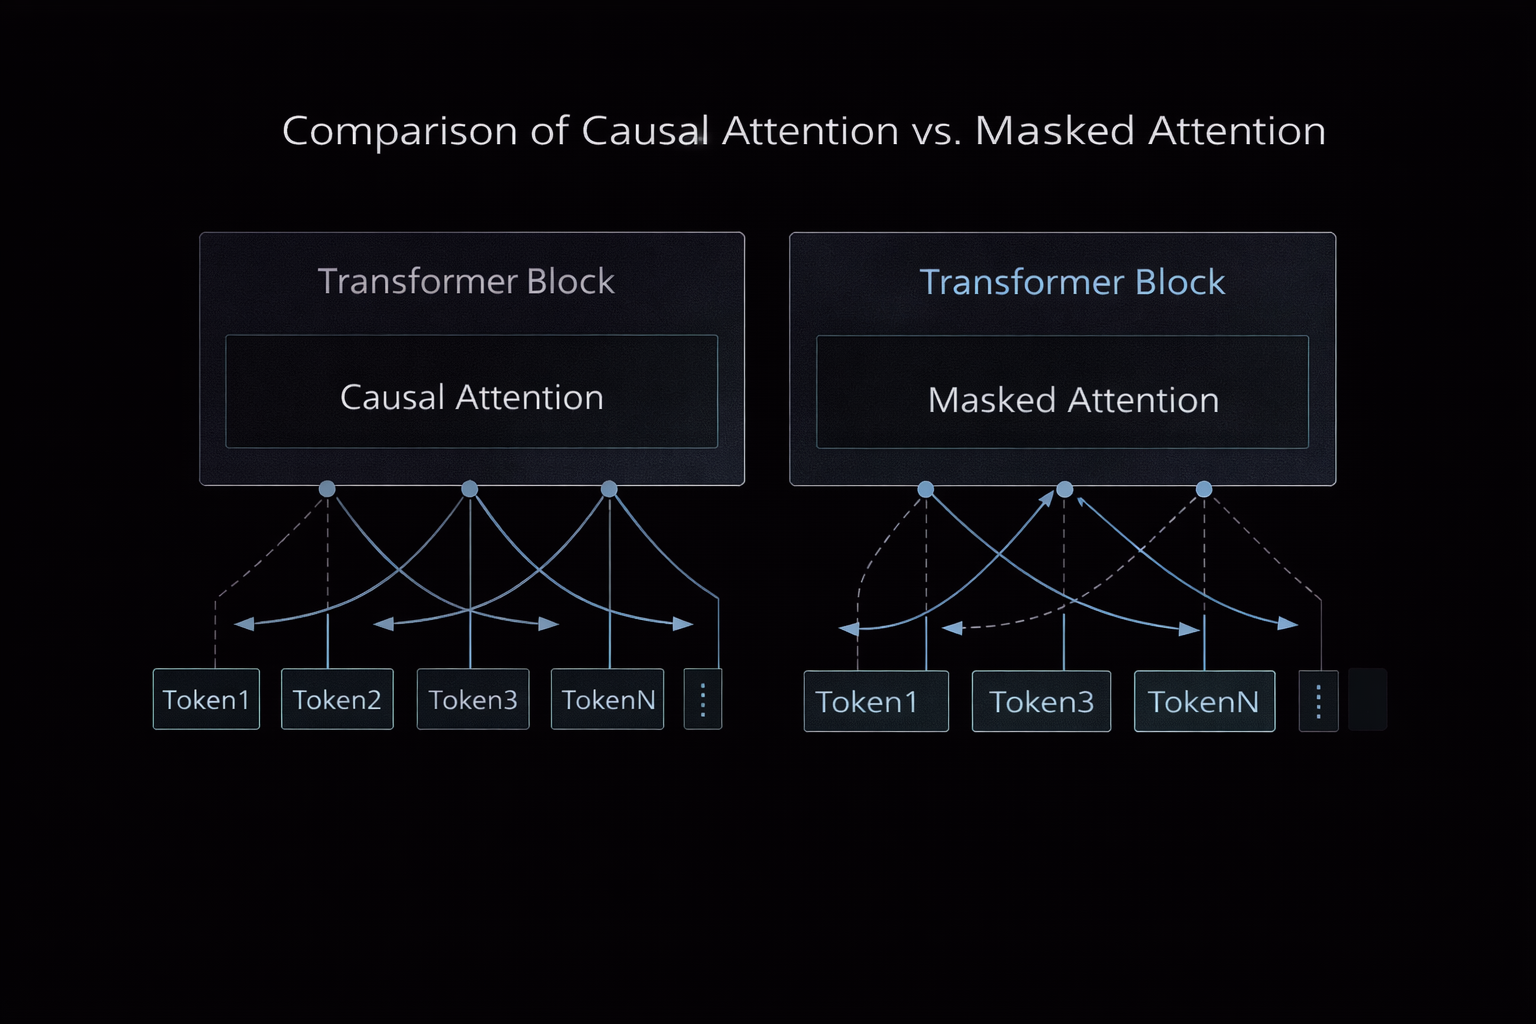 Comparison of Causal Attention vs. Masked Attention
Transformer Block
Causal Attention
Token1 Token2 Token3 TokenN
Transformer Block
Masked Attention
Token1 Token3 TokenN